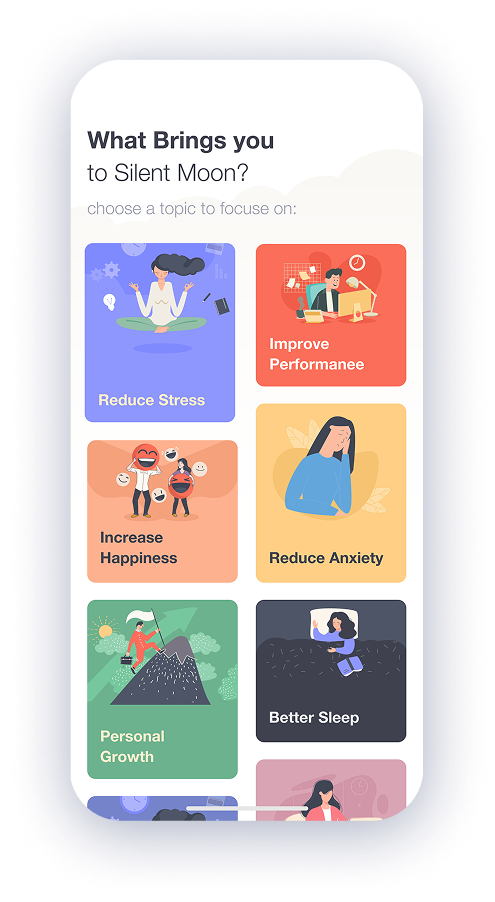 What Brings you
to Silent Moon?
choose a topic to focus on:
Reduce Stress
Improve
Performanee
Increase
Happiness
Reduce Anxiety
Personal
Growth
Better Sleep